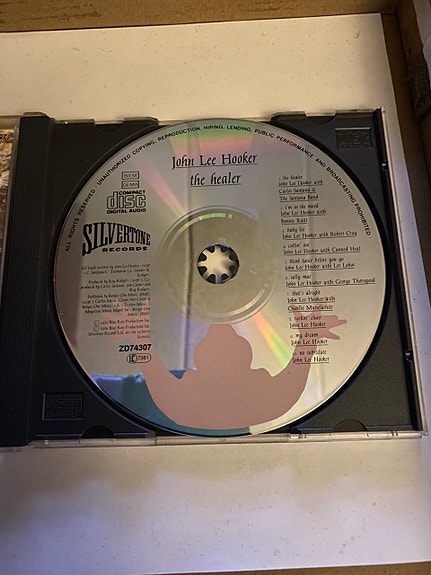 ALL RIGHTS RESERVED. UNAUTHORIZED COPYING, REPRODUCTION, HIRING, LENDING, PUBLIC PERFORMANCE AND BROADCASTING PROHIBITED!
John Lee Hooker
the healer
BIEM
GEMA
COMPACT
disc
DIGITAL AUDIO
SILVERTONE
RECORDS
ZD74307
LC 7381
1. the healer
John Lee Hooker with
Carlos Santana &
The Santana Band
2. i'm in the mood
John Lee Hooker with
Bonnie Raitt
3. baby lee
John Lee Hooker with Robert Cray
4. cuttin' out
John Lee Hooker with Canned Heat
5. think twice before you go
John Lee Hooker with Los Lobos
6. sally mae
John Lee Hooker with George Thorogood
7. that's alright
John Lee Hooker with
Charlie Musselwhite
8. rockin' chair
John Lee Hooker
9. my dream
John Lee Hooker
10. no substitute
John Lee Hooker